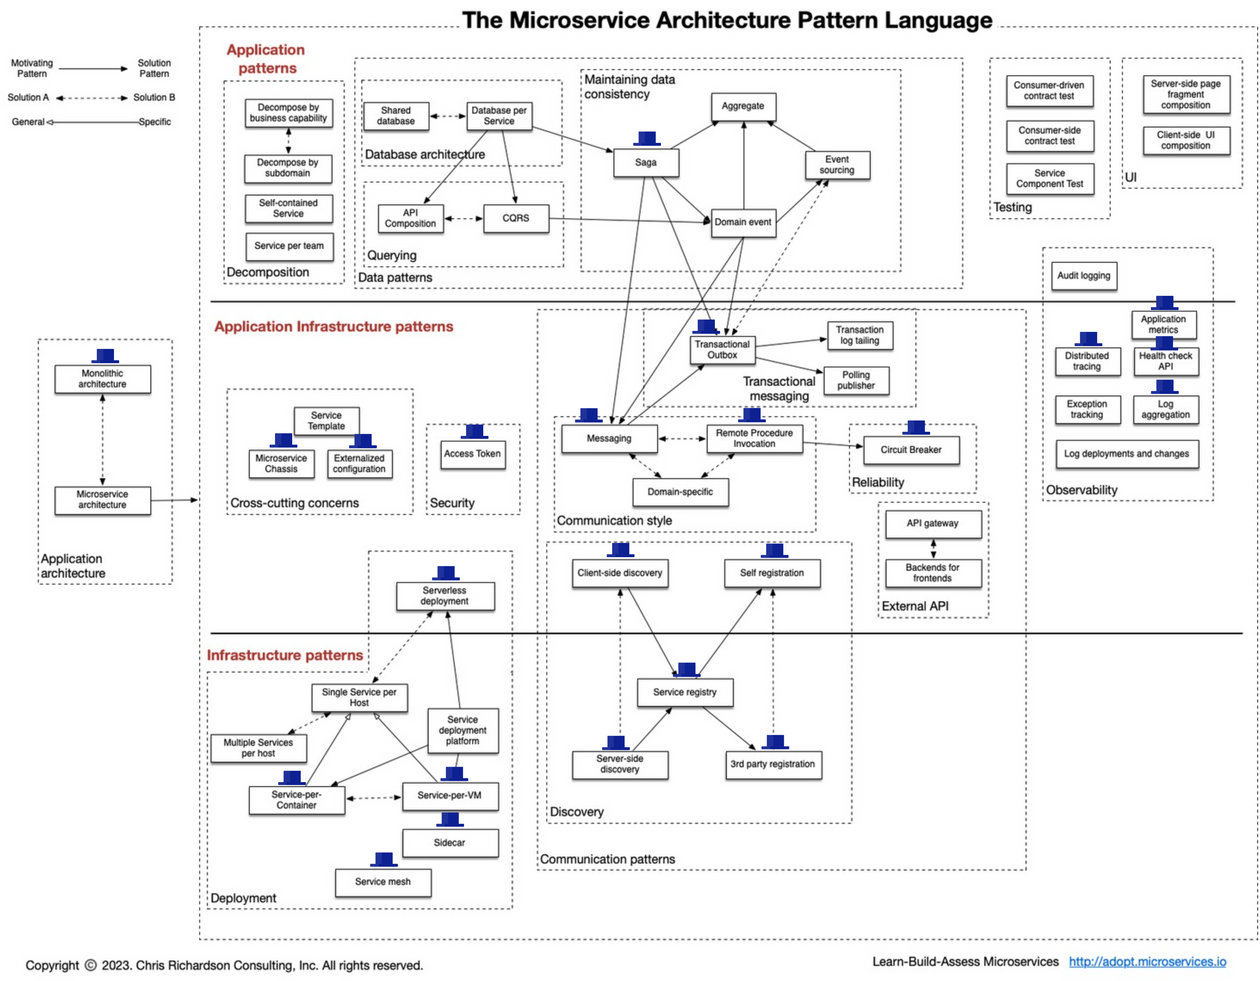 The Microservice Architecture Pattern Language
Motivating
Pattern
Solution
Pattern
Solution A
Solution B
General
Specific
Application
patterns
Decompose by
business capability
Decompose by
subdomain
Self-contained
Service
Service per team
Decomposition
Shared
database
Database per
Service
Database architecture
API
Composition
CQRS
Querying
Data patterns
Maintaining data
consistency
Aggregate
Saga
Event
sourcing
Domain event
Consumer-driven
contract test
Consumer-side
contract test
Service
Component Test
Testing
Server-side page
fragment
composition
Client-side UI
composition
UI
Application Infrastructure patterns
Monolithic
architecture
Microservice
architecture
Application
architecture
Service
Template
Microservice
Chassis
Externalized
configuration
Cross-cutting concerns
Access Token
Security
Transactional
Outbox
Transaction
log tailing
Polling
publisher
Transactional
messaging
Messaging
Remote Procedure
Invocation
Domain-specific
Communication style
Circuit Breaker
Reliability
API gateway
Backends for
frontends
External API
Audit logging
Application
metrics
Distributed
tracing
Health check
API
Exception
tracking
Log
aggregation
Log deployments and changes
Observability
Client-side discovery
Self registration
Service registry
Server-side
discovery
3rd party registration
Discovery
Communication patterns
Serverless
deployment
Infrastructure patterns
Single Service per
Host
Multiple Services
per host
Service
deployment
platform
Service-per-
Container
Service-per-VM
Sidecar
Service mesh
Deployment
Copyright © 2023. Chris Richardson Consulting, Inc. All rights reserved.
Learn-Build-Assess Microservices http://adopt.microservices.io